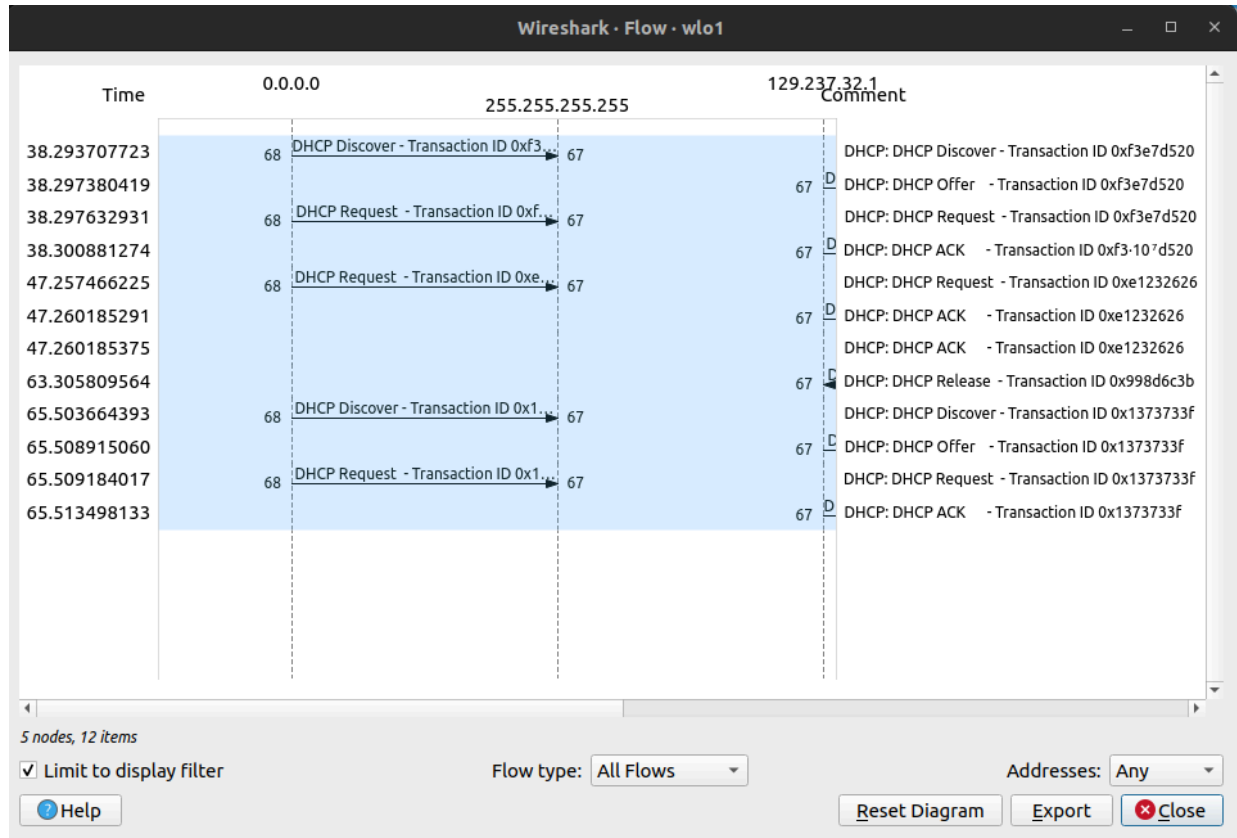 Wireshark · Flow · wlo1
Time 0.0.0.0 255.255.255.255 129.237.32.1 Comment
38.293707723 68 DHCP Discover - Transaction ID 0xf3... 67 DHCP: DHCP Discover - Transaction ID 0xf3e7d520
38.297380419 67 D DHCP: DHCP Offer - Transaction ID 0xf3e7d520
38.297632931 68 DHCP Request - Transaction ID 0xf... 67 DHCP: DHCP Request - Transaction ID 0xf3e7d520
38.300881274 67 D DHCP: DHCP ACK - Transaction ID 0xf3·10⁷d520
47.257466225 68 DHCP Request - Transaction ID 0xe... 67 DHCP: DHCP Request - Transaction ID 0xe1232626
47.260185291 67 D DHCP: DHCP ACK - Transaction ID 0xe1232626
47.260185375 DHCP: DHCP ACK - Transaction ID 0xe1232626
63.305809564 67 D DHCP: DHCP Release - Transaction ID 0x998d6c3b
65.503664393 68 DHCP Discover - Transaction ID 0x1... 67 DHCP: DHCP Discover - Transaction ID 0x1373733f
65.508915060 67 D DHCP: DHCP Offer - Transaction ID 0x1373733f
65.509184017 68 DHCP Request - Transaction ID 0x1... 67 DHCP: DHCP Request - Transaction ID 0x1373733f
65.513498133 67 D DHCP: DHCP ACK - Transaction ID 0x1373733f
5 nodes, 12 items
Limit to display filter Flow type: All Flows Addresses: Any
Help Reset Diagram Export Close